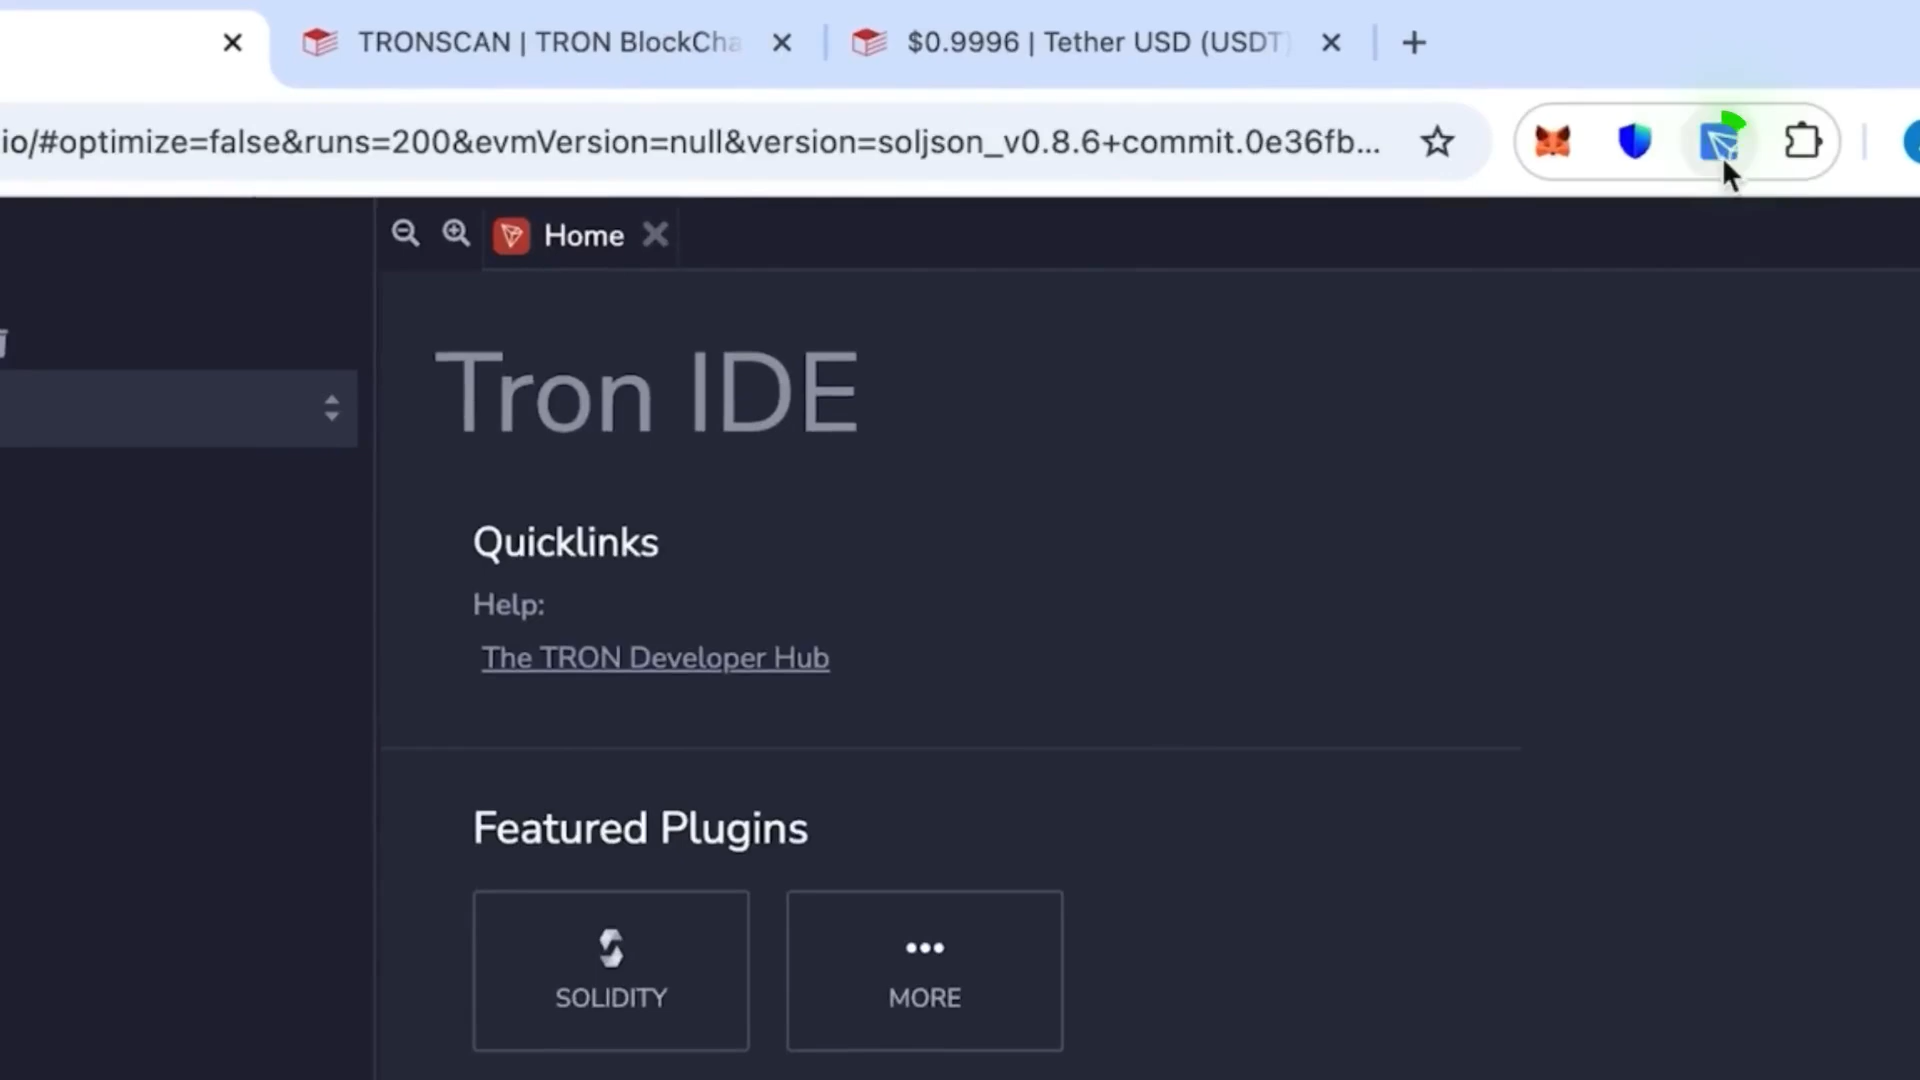 TRONSCAN | TRON BlockCha
$0.9996 | Tether USD (USDT)
io/#optimize=false&runs=200&evmVersion=null&version=soljson_v0.8.6+commit.0e36fb...
Home
Tron IDE
Quicklinks
Help:
The TRON Developer Hub
Featured Plugins
SOLIDITY
MORE